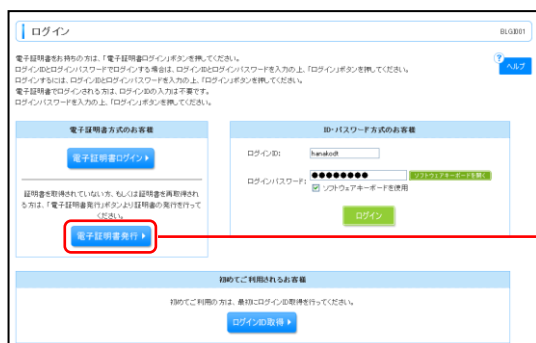 ログイン
BLGI001
電子証明書をお持ちの方は、「電子証明書ログイン」ボタンを押してください。
ログインIDとログインパスワードでログインする場合は、ログインIDとログインパスワードを入力の上、「ログイン」ボタンを押してください。
ログインするには、ログインIDとログインパスワードを入力の上、「ログイン」ボタンを押してください。
電子証明書でログインされる方は、ログインIDの入力は不要です。
ログインパスワードを入力の上、「ログイン」ボタンを押してください。
?
ヘルプ
電子証明書方式のお客様
電子証明書ログイン
証明書を取得されていない方、もしくは証明書を再取得され
る方は、「電子証明書発行」ボタンより証明書の発行を行って
ください。
電子証明書発行
ID・パスワード方式のお客様
ログインID:
hanakodt
ログインパスワード:
●●●●●●●●
ソフトウェアキーボードを開く
ソフトウェアキーボードを使用
ログイン
初めてご利用されるお客様
初めてご利用の方は、最初にログインID取得を行ってください。
ログインID取得